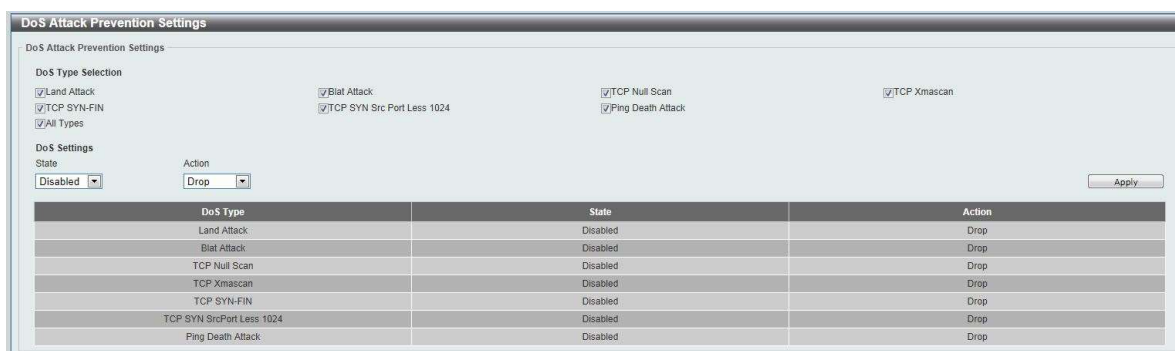 DoS Attack Prevention Settings
DoS Attack Prevention Settings
DoS Type Selection
Land Attack Blat Attack TCP Null Scan TCP Xmascan
TCP SYN-FIN TCP SYN Src Port Less 1024 Ping Death Attack
All Types
DoS Settings
State Action
Disabled Drop Apply
DoS Type State Action
Land Attack Disabled Drop
Blat Attack Disabled Drop
TCP Null Scan Disabled Drop
TCP Xmascan Disabled Drop
TCP SYN-FIN Disabled Drop
TCP SYN SrcPort Less 1024 Disabled Drop
Ping Death Attack Disabled Drop